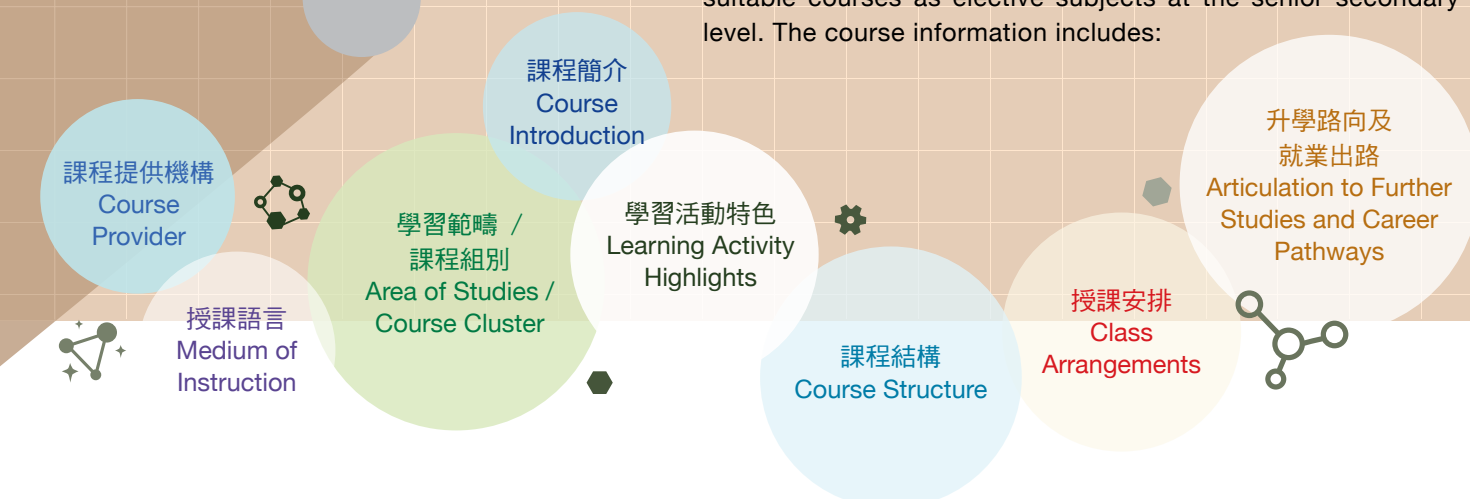 suitable courses as elective subjects at the senior secondary
level. The course information includes:
課程提供機構
Course
Provider
授課語言
Medium of
Instruction
學習範疇 /
課程組別
Area of Studies /
Course Cluster
課程簡介
Course
Introduction
學習活動特色
Learning Activity
Highlights
課程結構
Course Structure
授課安排
Class
Arrangements
升學路向及
就業出路
Articulation to Further
Studies and Career
Pathways